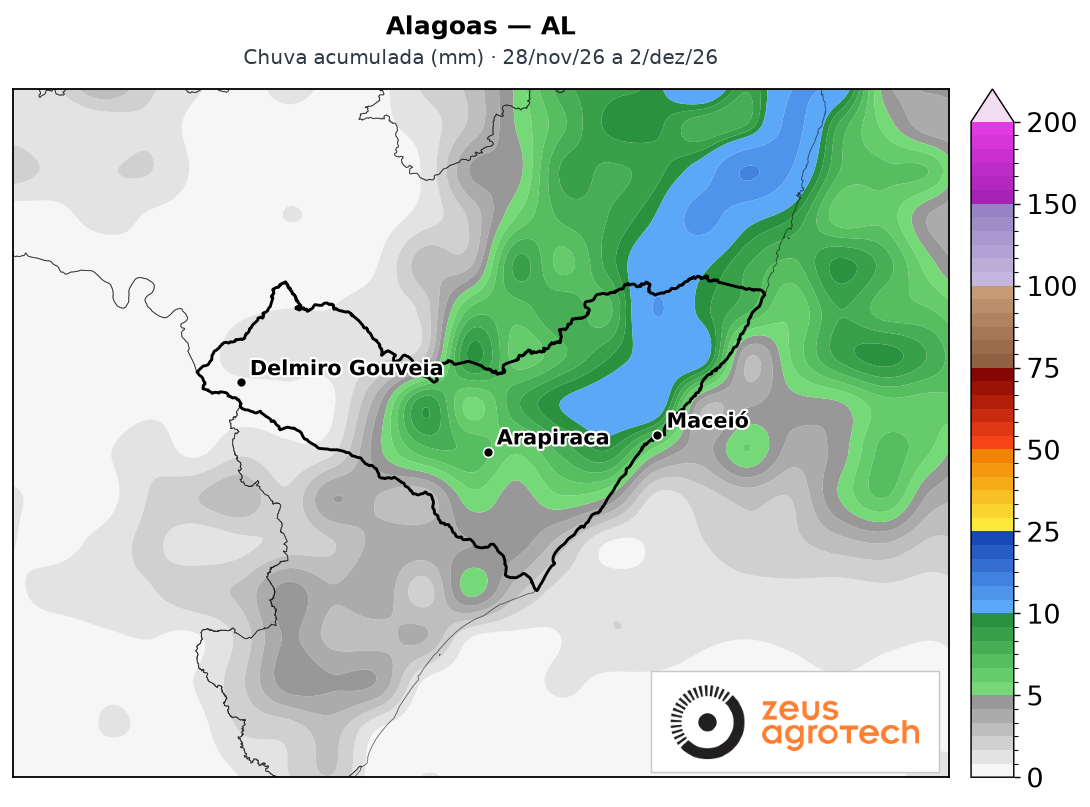 Alagoas — AL
Chuva acumulada (mm) · 28/nov/26 a 2/dez/26
200
150
100
75
50
25
10
5
0
Delmiro Gouveia
Maceió
Arapiraca
zeus
agrotech